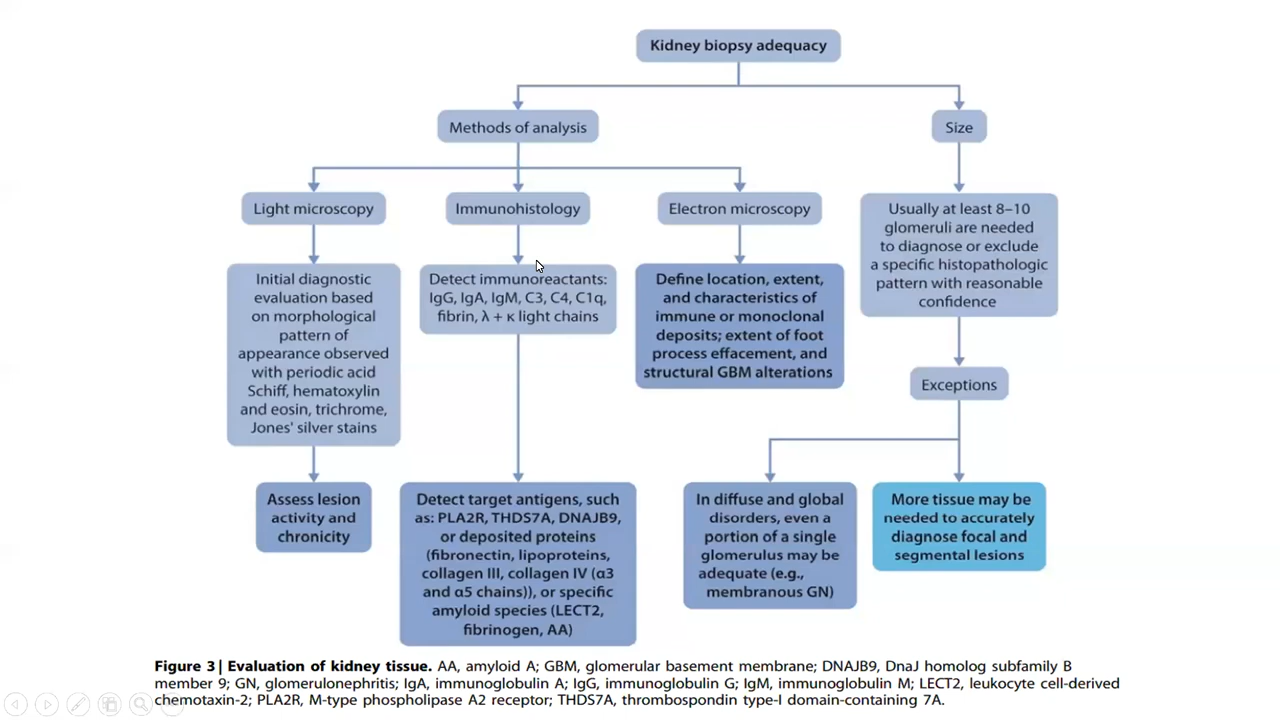 Kidney biopsy adequacy
Methods of analysis
Size
Light microscopy
Immunohistology
Electron microscopy
Usually at least 8–10
glomeruli are needed
to diagnose or exclude
a specific histopathologic
pattern with reasonable
confidence
Initial diagnostic
evaluation based
on morphological
pattern of
appearance observed
with periodic acid
Schiff, hematoxylin
and eosin, trichrome,
Jones' silver stains
Detect immunoreactants:
IgG, IgA, IgM, C3, C4, C1q,
fibrin, λ + κ light chains
Define location, extent,
and characteristics of
immune or monoclonal
deposits; extent of foot
process effacement, and
structural GBM alterations
Exceptions
Assess lesion
activity and
chronicity
Detect target antigens, such
as: PLA2R, THDS7A, DNAJB9,
or deposited proteins
(fibronectin, lipoproteins,
collagen III, collagen IV (α3
and α5 chains)), or specific
amyloid species (LECT2,
fibrinogen, AA)
In diffuse and global
disorders, even a
portion of a single
glomerulus may be
adequate (e.g.,
membranous GN)
More tissue may be
needed to accurately
diagnose focal and
segmental lesions
Figure 3 | Evaluation of kidney tissue. AA, amyloid A; GBM, glomerular basement membrane; DNAJB9, DnaJ homolog subfamily B
member 9; GN, glomerulonephritis; IgA, immunoglobulin A; IgG, immunoglobulin G; IgM, immunoglobulin M; LECT2, leukocyte cell-derived
chemotaxin-2; PLA2R, M-type phospholipase A2 receptor; THDS7A, thrombospondin type-I domain-containing 7A.